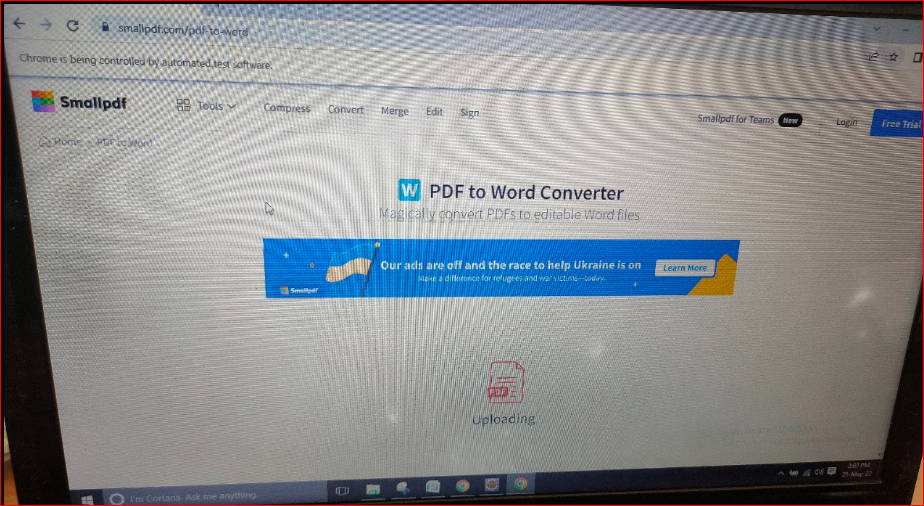 smallpdf.com/pdf-to-word
Chrome is being controlled by automated test software.
Smallpdf Tools Compress Convert Merge Edit Sign Smallpdf for Teams New Login Free Trial
Home PDF to Word
W PDF to Word Converter
Magically convert PDFs to editable Word files
Our ads are off and the race to help Ukraine is on Learn More
Make a difference for refugees and war victims—today.
Smallpdf
PDF
Uploading
2:07 PM
I'm Cortana. Ask me anything.